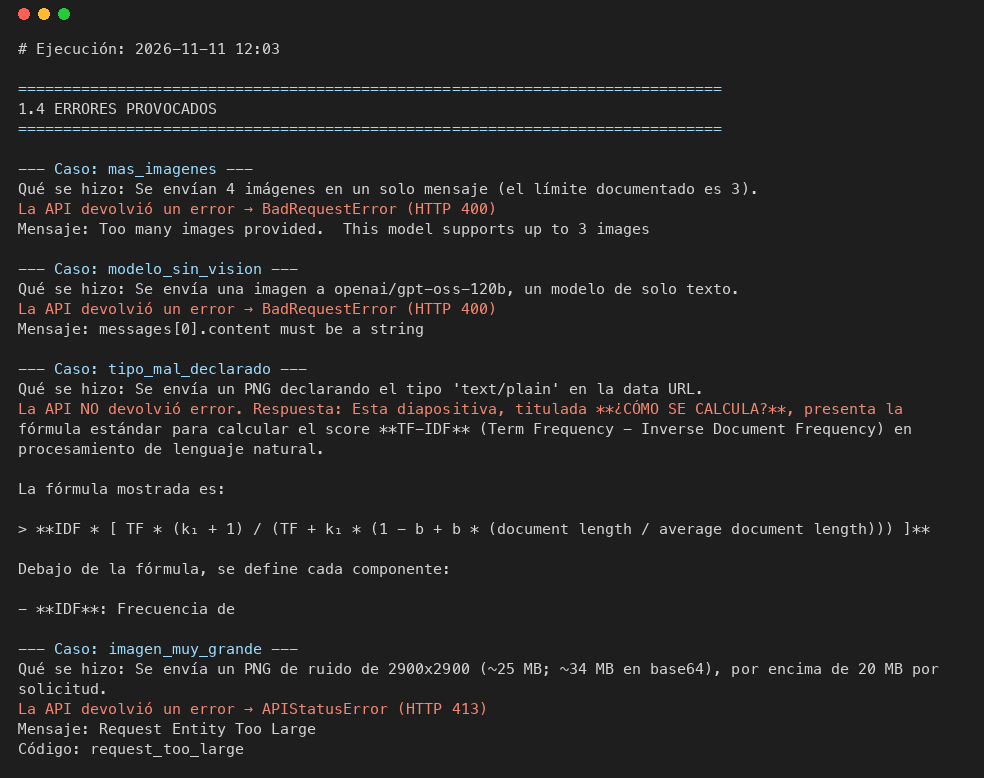 # Ejecución: 2026-11-11 12:03
==============================================================================
1.4 ERRORES PROVOCADOS
==============================================================================
--- Caso: mas_imagenes ---
Qué se hizo: Se envían 4 imágenes en un solo mensaje (el límite documentado es 3).
La API devolvió un error → BadRequestError (HTTP 400)
Mensaje: Too many images provided.  This model supports up to 3 images
--- Caso: modelo_sin_vision ---
Qué se hizo: Se envía una imagen a openai/gpt-oss-120b, un modelo de solo texto.
La API devolvió un error → BadRequestError (HTTP 400)
Mensaje: messages[0].content must be a string
--- Caso: tipo_mal_declarado ---
Qué se hizo: Se envía un PNG declarando el tipo 'text/plain' en la data URL.
La API NO devolvió error. Respuesta: Esta diapositiva, titulada **¿CÓMO SE CALCULA?**, presenta la
fórmula estándar para calcular el score **TF-IDF** (Term Frequency - Inverse Document Frequency) en
procesamiento de lenguaje natural.
La fórmula mostrada es:
> **IDF * [ TF * (k₁ + 1) / (TF + k₁ * (1 - b + b * (document length / average document length))) ]**
Debajo de la fórmula, se define cada componente:
- **IDF**: Frecuencia de
--- Caso: imagen_muy_grande ---
Qué se hizo: Se envía un PNG de ruido de 2900x2900 (~25 MB; ~34 MB en base64), por encima de 20 MB por
solicitud.
La API devolvió un error → APIStatusError (HTTP 413)
Mensaje: Request Entity Too Large
Código: request_too_large